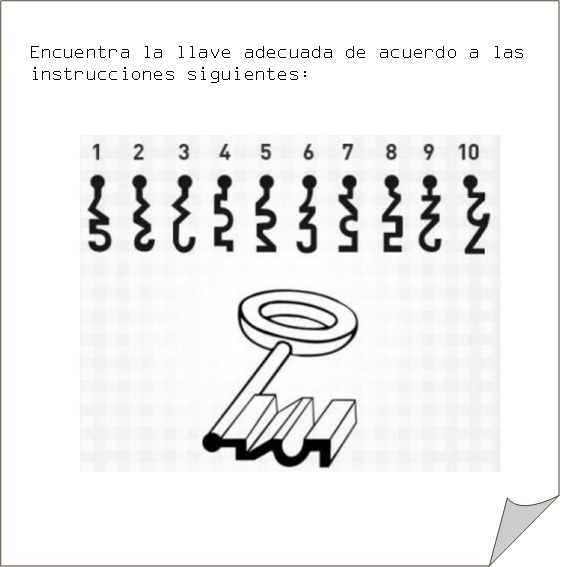 Encuentra la llave adecuada de acuerdo a las
instrucciones siguientes:
1 2 3 4 5 6 7 8 9 10